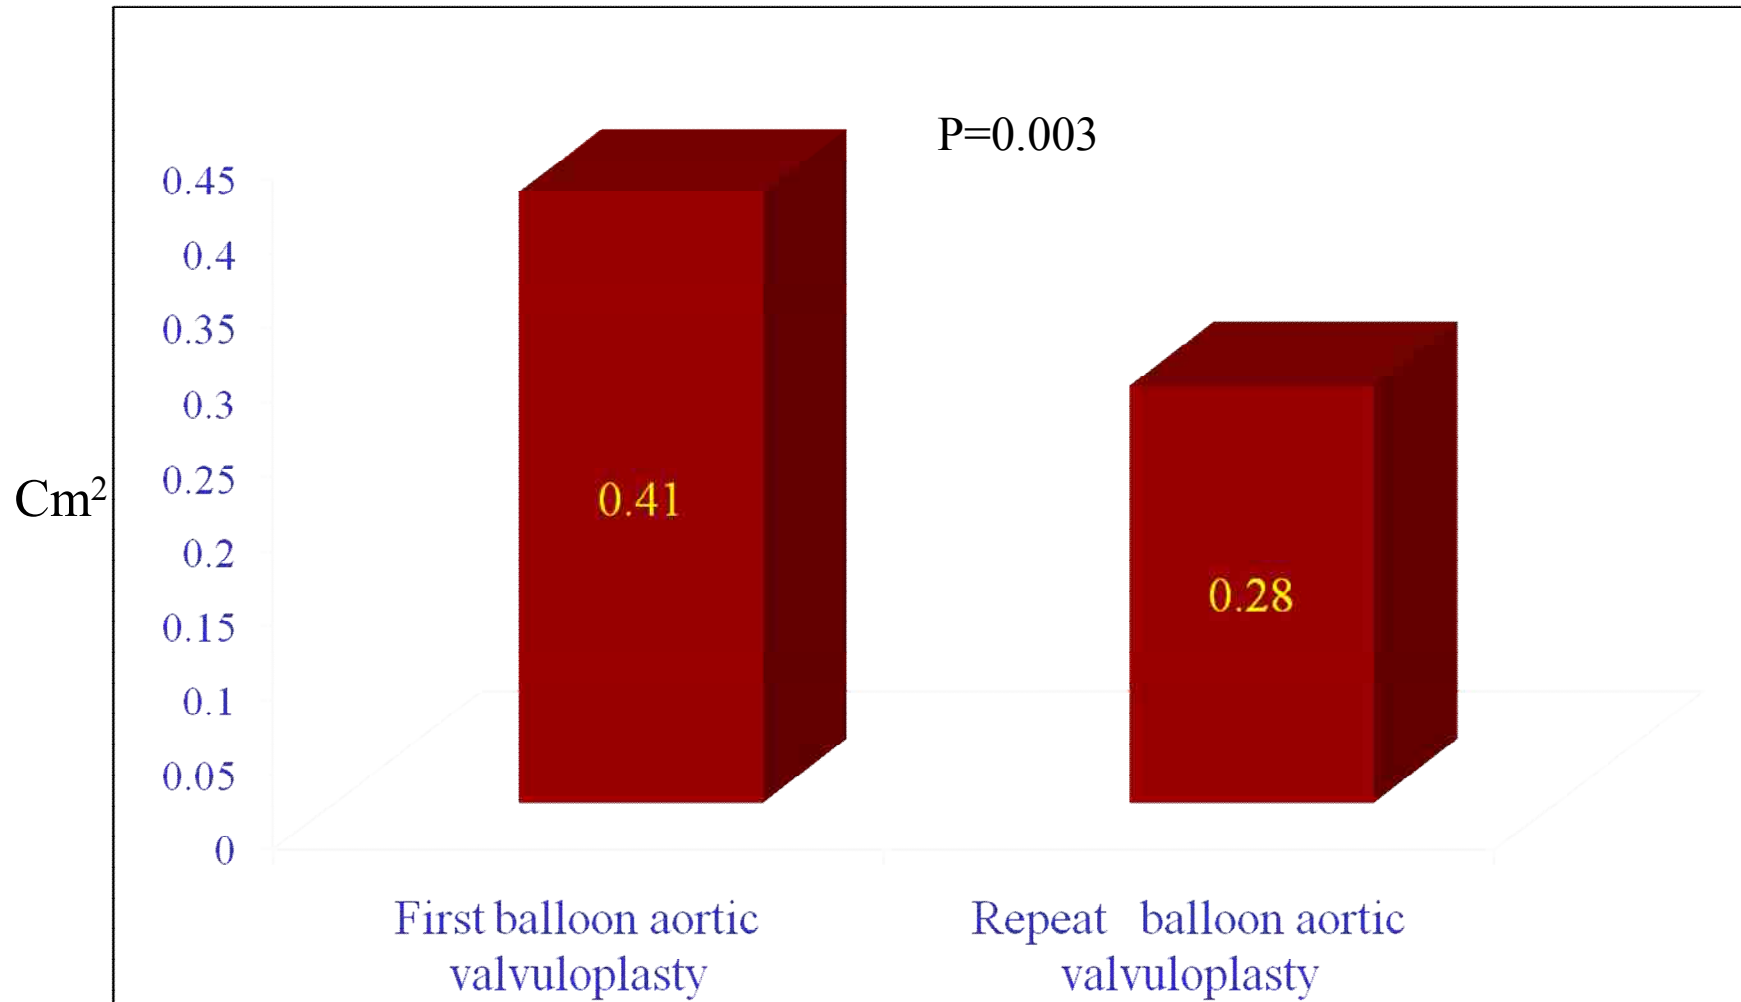 P=0.003
0.45
0.4
0.35
0.3
0.25
0.2
0.15
0.1
0.05
0
Cm²
0.41
0.28
First balloon aortic
valvuloplasty
Repeat balloon aortic
valvuloplasty